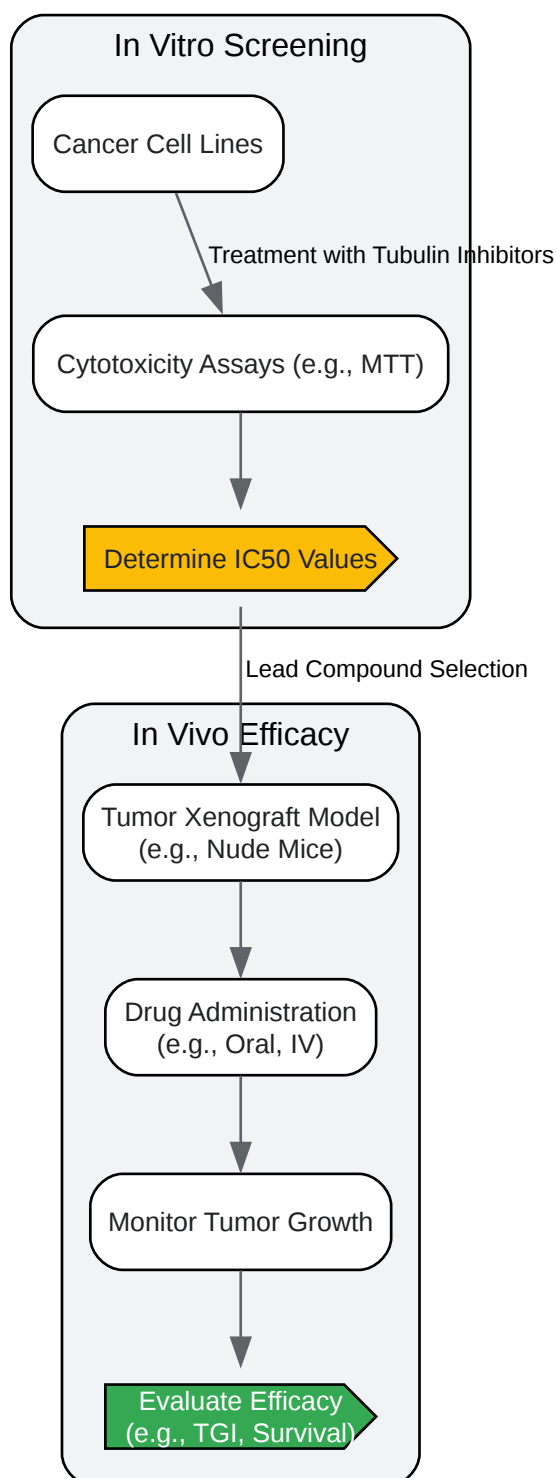 In Vitro Screening
Cancer Cell Lines
Treatment with Tubulin Inhibitors
Cytotoxicity Assays (e.g., MTT)
Determine IC50 Values
Lead Compound Selection
In Vivo Efficacy
Tumor Xenograft Model
(e.g., Nude Mice)
Drug Administration
(e.g., Oral, IV)
Monitor Tumor Growth
Evaluate Efficacy
(e.g., TGI, Survival)